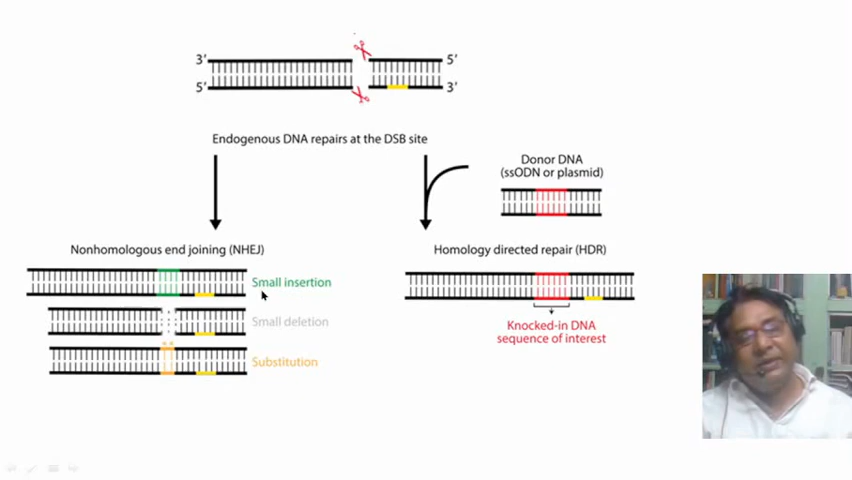 3' 5'
5' 3'
Endogenous DNA repairs at the DSB site
Donor DNA
(ssODN or plasmid)
Nonhomologous end joining (NHEJ)
Homology directed repair (HDR)
Small insertion
Small deletion
Substitution
Knocked-in DNA
sequence of interest